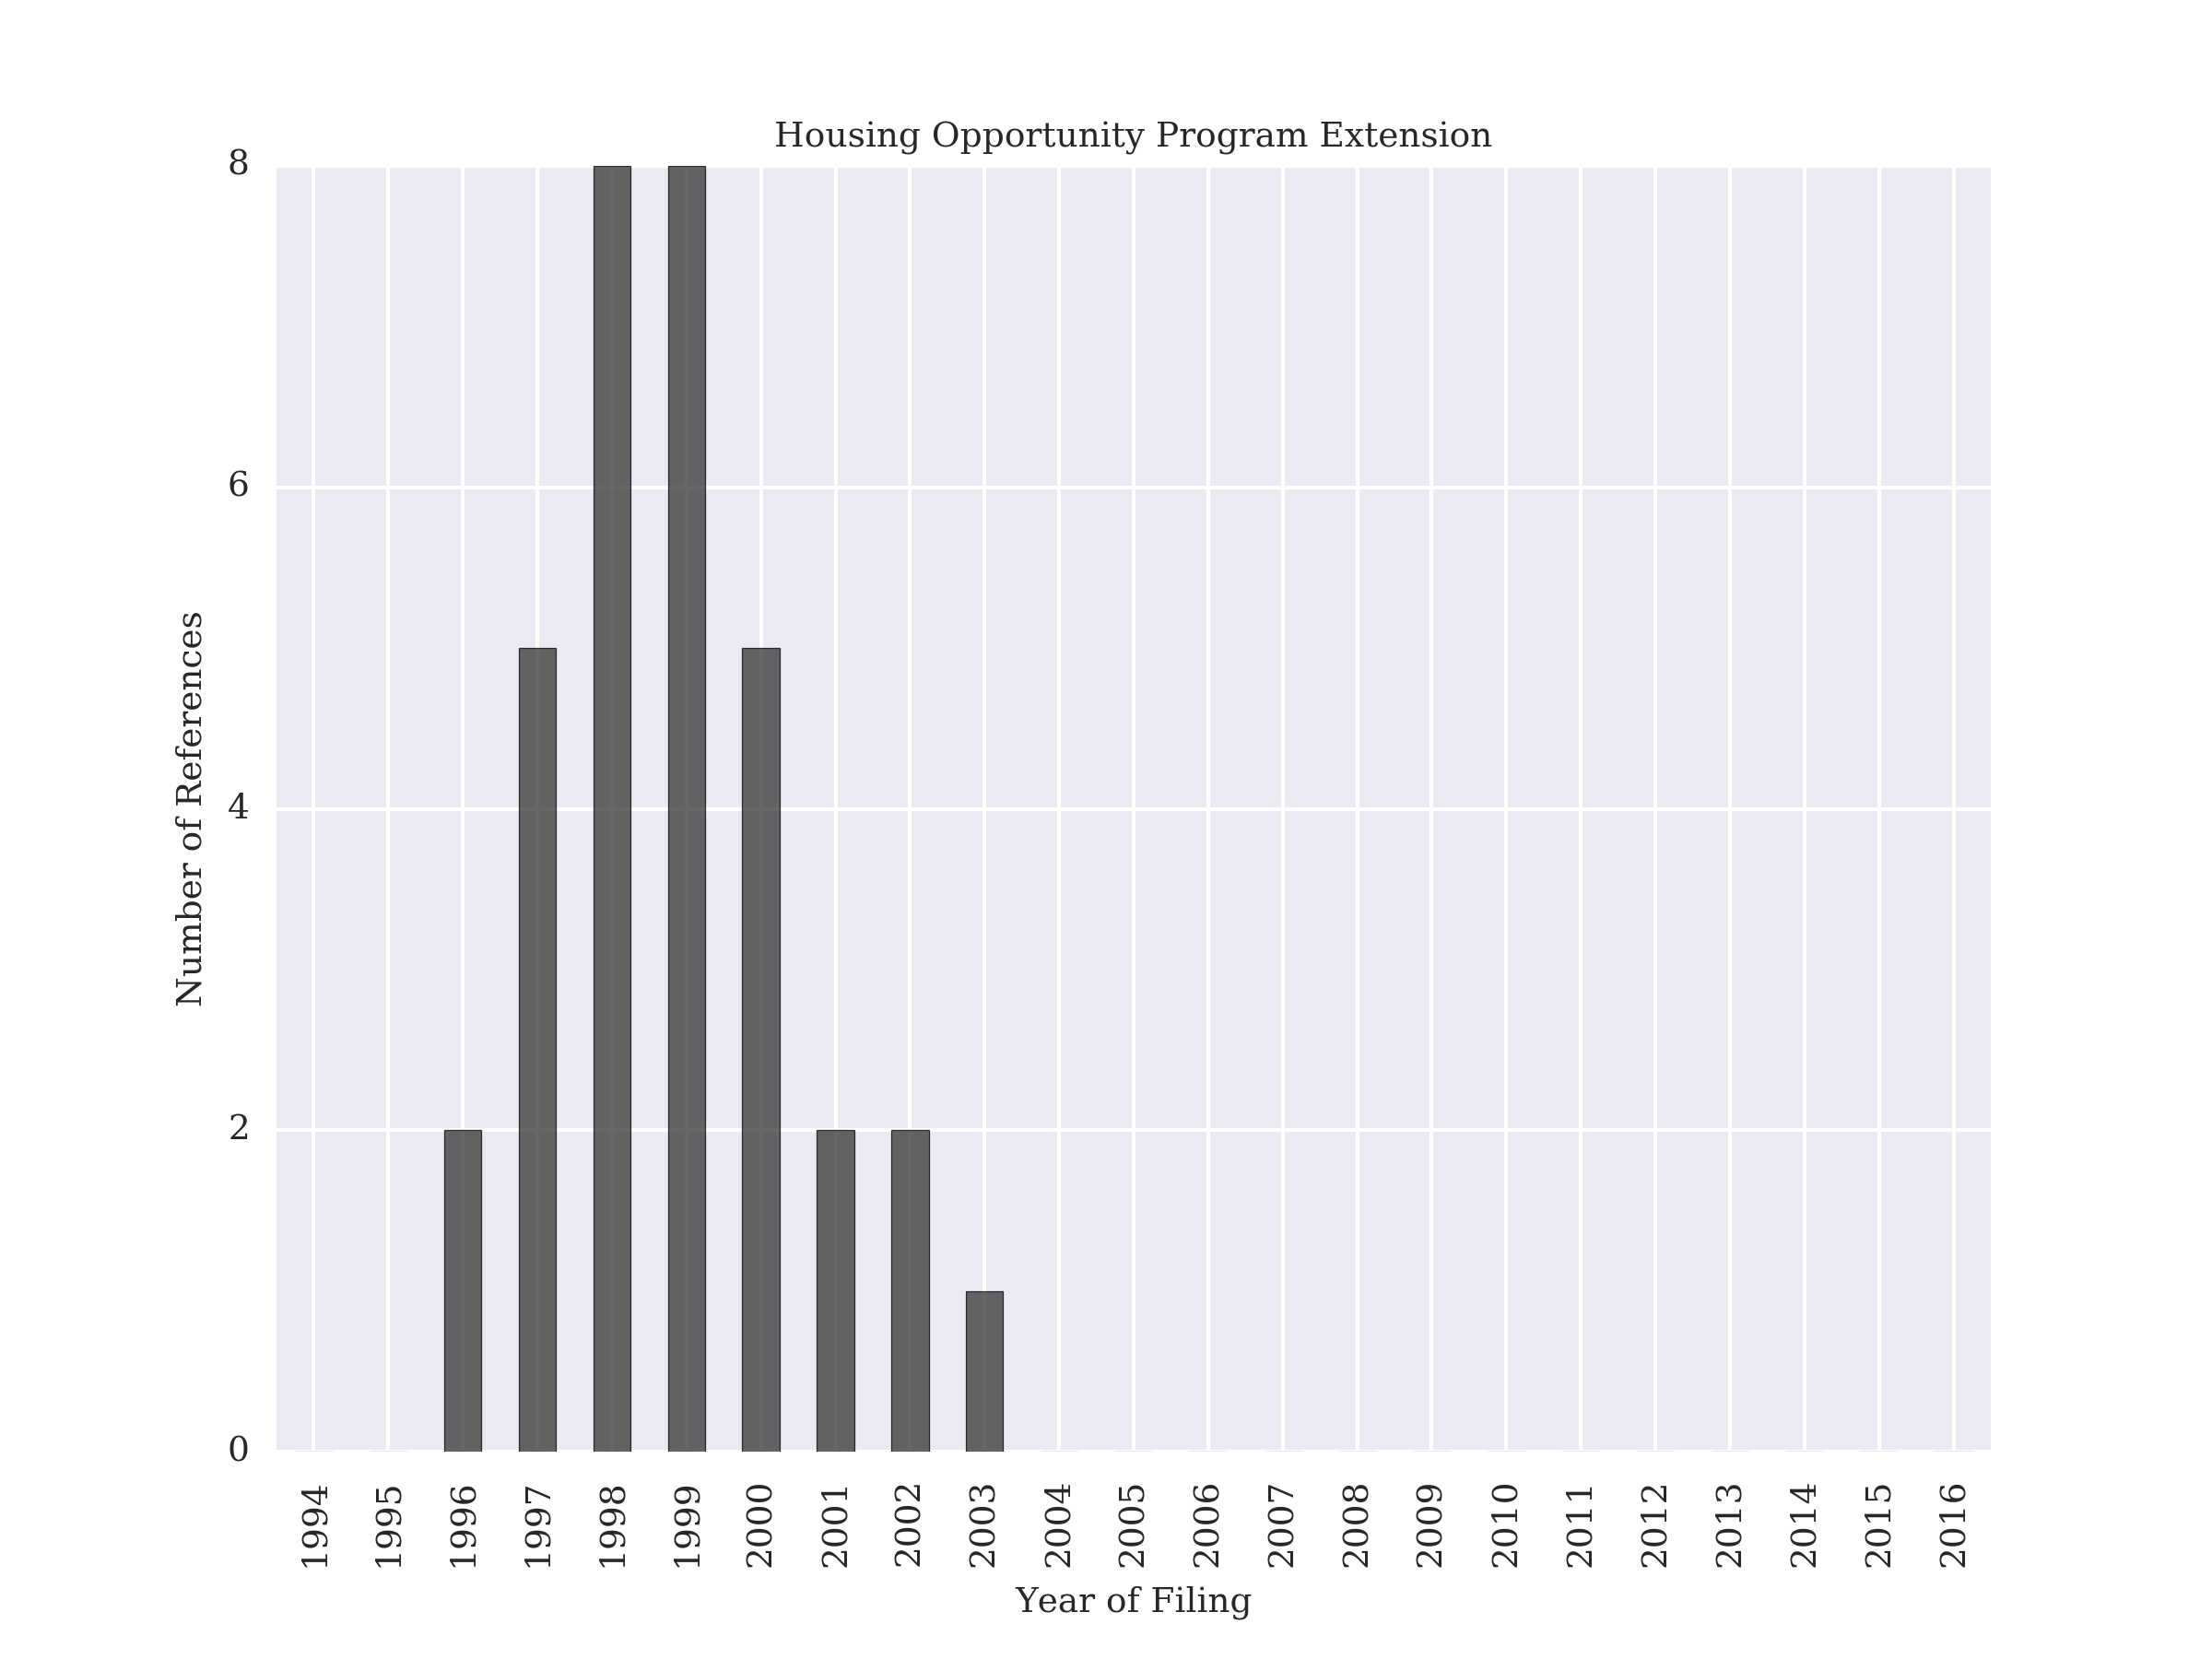 Housing Opportunity Program Extension
8
6
4
2
0
Number of References
1994 1995 1996 1997 1998 1999 2000 2001 2002 2003 2004 2005 2006 2007 2008 2009 2010 2011 2012 2013 2014 2015 2016
Year of Filing